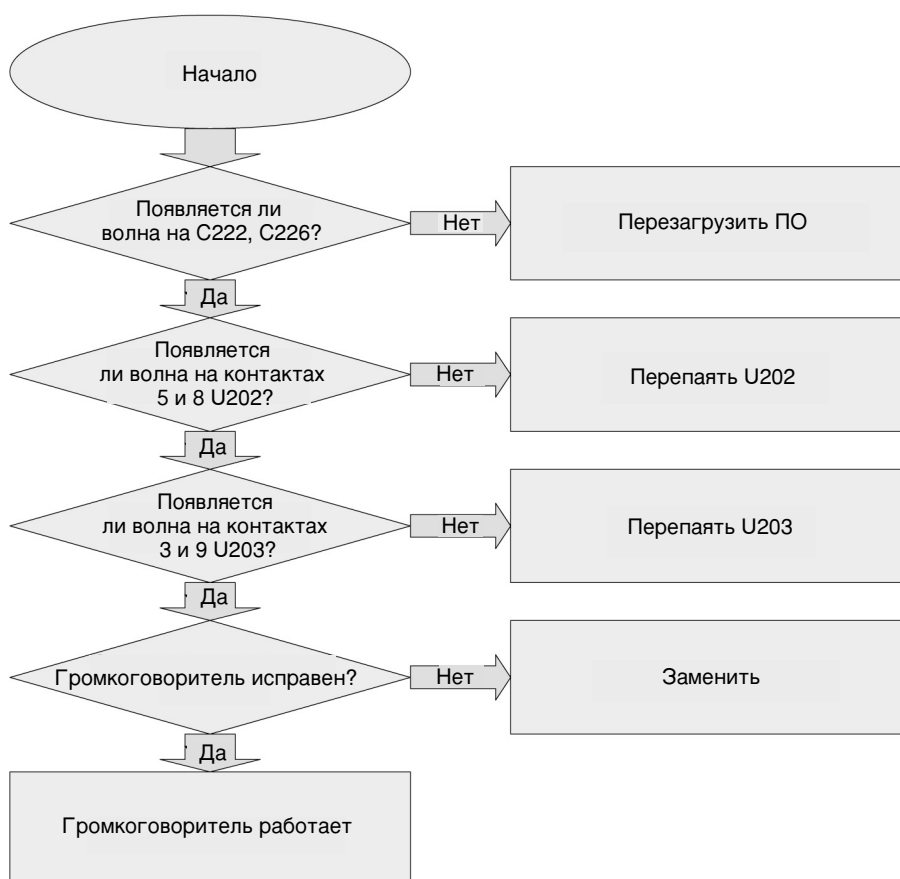 Начало
Появляется ли
волна на C222, C226?
Нет
Перезагрузить ПО
Да
Появляется
ли волна на контактах
5 и 8 U202?
Нет
Перепаять U202
Да
Появляется
ли волна на контактах
3 и 9 U203?
Нет
Перепаять U203
Да
Громкоговоритель исправен?
Нет
Заменить
Да
Громкоговоритель работает